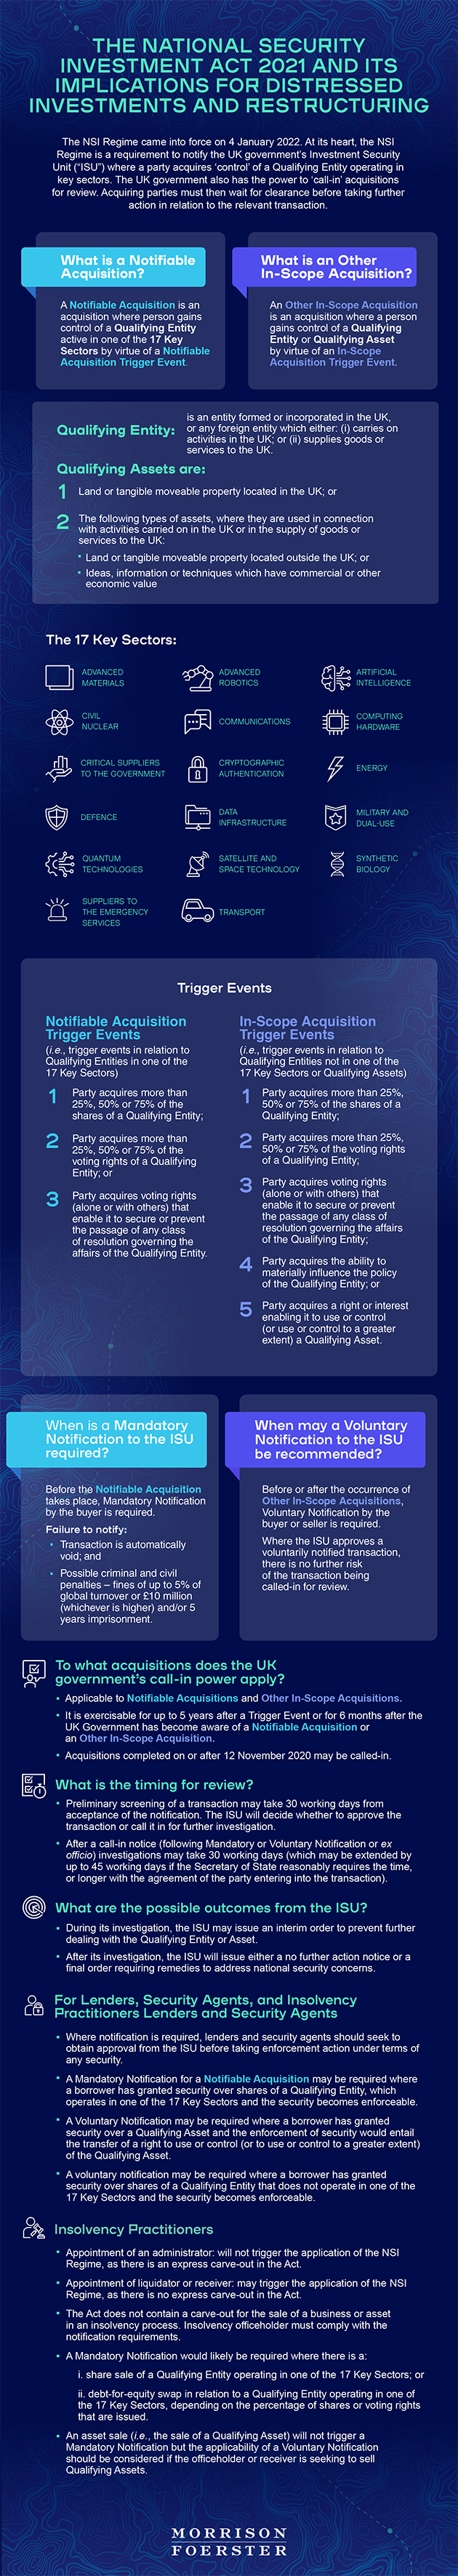 THE NATIONAL SECURITY
INVESTMENT ACT 2021 AND ITS
IMPLICATIONS FOR DISTRESSED
INVESTMENTS AND RESTRUCTURING
The NSI Regime came into force on 4 January 2022. At its heart, the NSI
Regime is a requirement to notify the UK government's Investment Security
Unit ("ISU") where a party acquires 'control' of a Qualifying Entity operating in
key sectors. The UK government also has the power to 'call-in' acquisitions
for review. Acquiring parties must then wait for clearance before taking further
action in relation to the relevant transaction.
What is a Notifiable
Acquisition?
A Notifiable Acquisition is an
acquisition where person gains
control of a Qualifying Entity
active in one of the 17 Key
Sectors by virtue of a Notifiable
Acquisition Trigger Event.
What is an Other
In-Scope Acquisition?
An Other In-Scope Acquisition
is an acquisition where a person
gains control of a Qualifying
Entity or Qualifying Asset
by virtue of an In-Scope
Acquisition Trigger Event.
Qualifying Entity:
is an entity formed or incorporated in the UK,
or any foreign entity which either: (i) carries on
activities in the UK; or (ii) supplies goods or
services to the UK.
Qualifying Assets are:
1 Land or tangible moveable property located in the UK; or
2 The following types of assets, where they are used in connection
with activities carried on in the UK or in the supply of goods or
services to the UK:
• Land or tangible moveable property located outside the UK; or
• Ideas, information or techniques which have commercial or other
economic value
The 17 Key Sectors:
ADVANCED
MATERIALS
ADVANCED
ROBOTICS
ARTIFICIAL
INTELLIGENCE
CIVIL
NUCLEAR
COMMUNICATIONS
COMPUTING
HARDWARE
CRITICAL SUPPLIERS
TO THE GOVERNMENT
CRYPTOGRAPHIC
AUTHENTICATION
ENERGY
DEFENCE
DATA
INFRASTRUCTURE
MILITARY AND
DUAL-USE
QUANTUM
TECHNOLOGIES
SATELLITE AND
SPACE TECHNOLOGY
SYNTHETIC
BIOLOGY
SUPPLIERS TO
THE EMERGENCY
SERVICES
TRANSPORT
Trigger Events
Notifiable Acquisition
Trigger Events
(i.e., trigger events in relation to
Qualifying Entities in one of the
17 Key Sectors)
1 Party acquires more than
25%, 50% or 75% of the
shares of a Qualifying Entity;
2 Party acquires more than
25%, 50% or 75% of the
voting rights of a Qualifying
Entity; or
3 Party acquires voting rights
(alone or with others) that
enable it to secure or prevent
the passage of any class
of resolution governing the
affairs of the Qualifying Entity.
In-Scope Acquisition
Trigger Events
(i.e., trigger events in relation to
Qualifying Entities not in one of the
17 Key Sectors or Qualifying Assets)
1 Party acquires more than 25%,
50% or 75% of the shares of a
Qualifying Entity;
2 Party acquires more than 25%,
50% or 75% of the voting rights
of a Qualifying Entity;
3 Party acquires voting rights
(alone or with others) that
enable it to secure or prevent
the passage of any class of
resolution governing the affairs
of the Qualifying Entity;
4 Party acquires the ability to
materially influence the policy
of the Qualifying Entity; or
5 Party acquires a right or interest
enabling it to use or control
(or use or control to a greater
extent) a Qualifying Asset.
When is a Mandatory
Notification to the ISU
required?
Before the Notifiable Acquisition
takes place, Mandatory Notification
by the buyer is required.
Failure to notify:
• Transaction is automatically
void; and
• Possible criminal and civil
penalties – fines of up to 5% of
global turnover or £10 million
(whichever is higher) and/or 5
years imprisonment.
When may a Voluntary
Notification to the ISU
be recommended?
Before or after the occurrence of
Other In-Scope Acquisitions,
Voluntary Notification by the
buyer or seller is required.
Where the ISU approves a
voluntarily notified transaction,
there is no further risk
of the transaction being
called-in for review.
To what acquisitions does the UK
government's call-in power apply?
• Applicable to Notifiable Acquisitions and Other In-Scope Acquisitions.
• It is exercisable for up to 5 years after a Trigger Event or for 6 months after the
UK Government has become aware of a Notifiable Acquisition or
an Other In-Scope Acquisition.
• Acquisitions completed on or after 12 November 2020 may be called-in.
What is the timing for review?
• Preliminary screening of a transaction may take 30 working days from
acceptance of the notification. The ISU will decide whether to approve the
transaction or call it in for further investigation.
• After a call-in notice (following Mandatory or Voluntary Notification or ex
officio) investigations may take 30 working days (which may be extended by
up to 45 working days if the Secretary of State reasonably requires the time,
or longer with the agreement of the party entering into the transaction).
What are the possible outcomes from the ISU?
• During its investigation, the ISU may issue an interim order to prevent further
dealing with the Qualifying Entity or Asset.
• After its investigation, the ISU will issue either a no further action notice or a
final order requiring remedies to address national security concerns.
For Lenders, Security Agents, and Insolvency
Practitioners Lenders and Security Agents
• Where notification is required, lenders and security agents should seek to
obtain approval from the ISU before taking enforcement action under terms of
any security.
• A Mandatory Notification for a Notifiable Acquisition may be required where
a borrower has granted security over shares of a Qualifying Entity, which
operates in one of the 17 Key Sectors and the security becomes enforceable.
• A Voluntary Notification may be required where a borrower has granted
security over a Qualifying Asset and the enforcement of security would entail
the transfer of a right to use or control (or to use or control to a greater extent)
of the Qualifying Asset.
• A voluntary notification may be required where a borrower has granted
security over shares of a Qualifying Entity that does not operate in one of the
17 Key Sectors and the security becomes enforceable.
Insolvency Practitioners
• Appointment of an administrator: will not trigger the application of the NSI
Regime, as there is an express carve-out in the Act.
• Appointment of liquidator or receiver: may trigger the application of the NSI
Regime, as there is no express carve-out in the Act.
• The Act does not contain a carve-out for the sale of a business or asset
in an insolvency process. Insolvency officeholder must comply with the
notification requirements.
• A Mandatory Notification would likely be required where there is a:
i. share sale of a Qualifying Entity operating in one of the 17 Key Sectors; or
ii. debt-for-equity swap in relation to a Qualifying Entity operating in one of
the 17 Key Sectors, depending on the percentage of shares or voting rights
that are issued.
• An asset sale (i.e., the sale of a Qualifying Asset) will not trigger a
Mandatory Notification but the applicability of a Voluntary Notification
should be considered if the officeholder or receiver is seeking to sell
Qualifying Assets.
MORRISON
FOERSTER